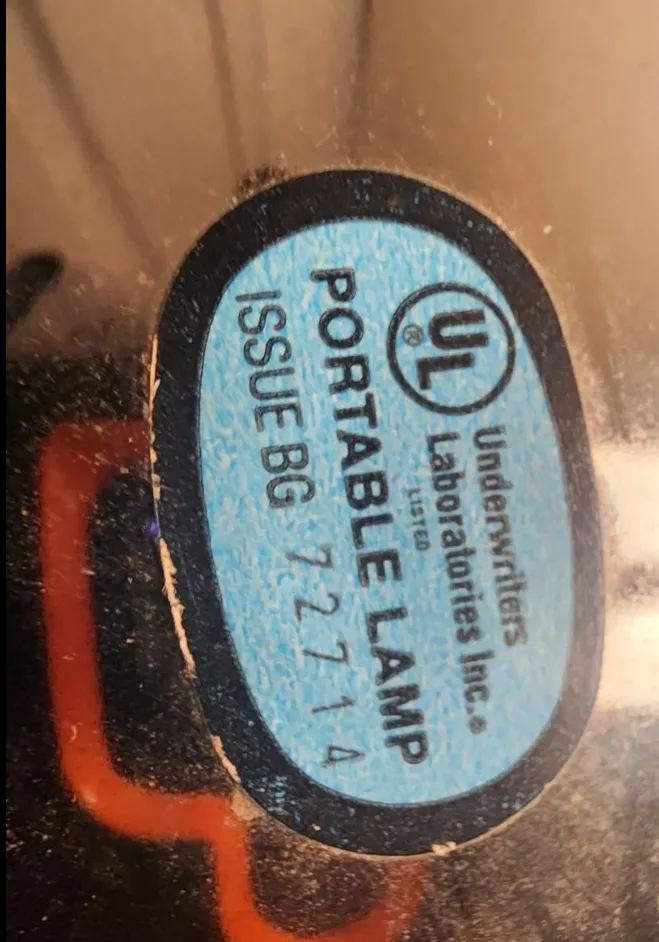 UL®
Underwriters
Laboratories Inc.®
LISTED
PORTABLE LAMP
ISSUE BG 72714